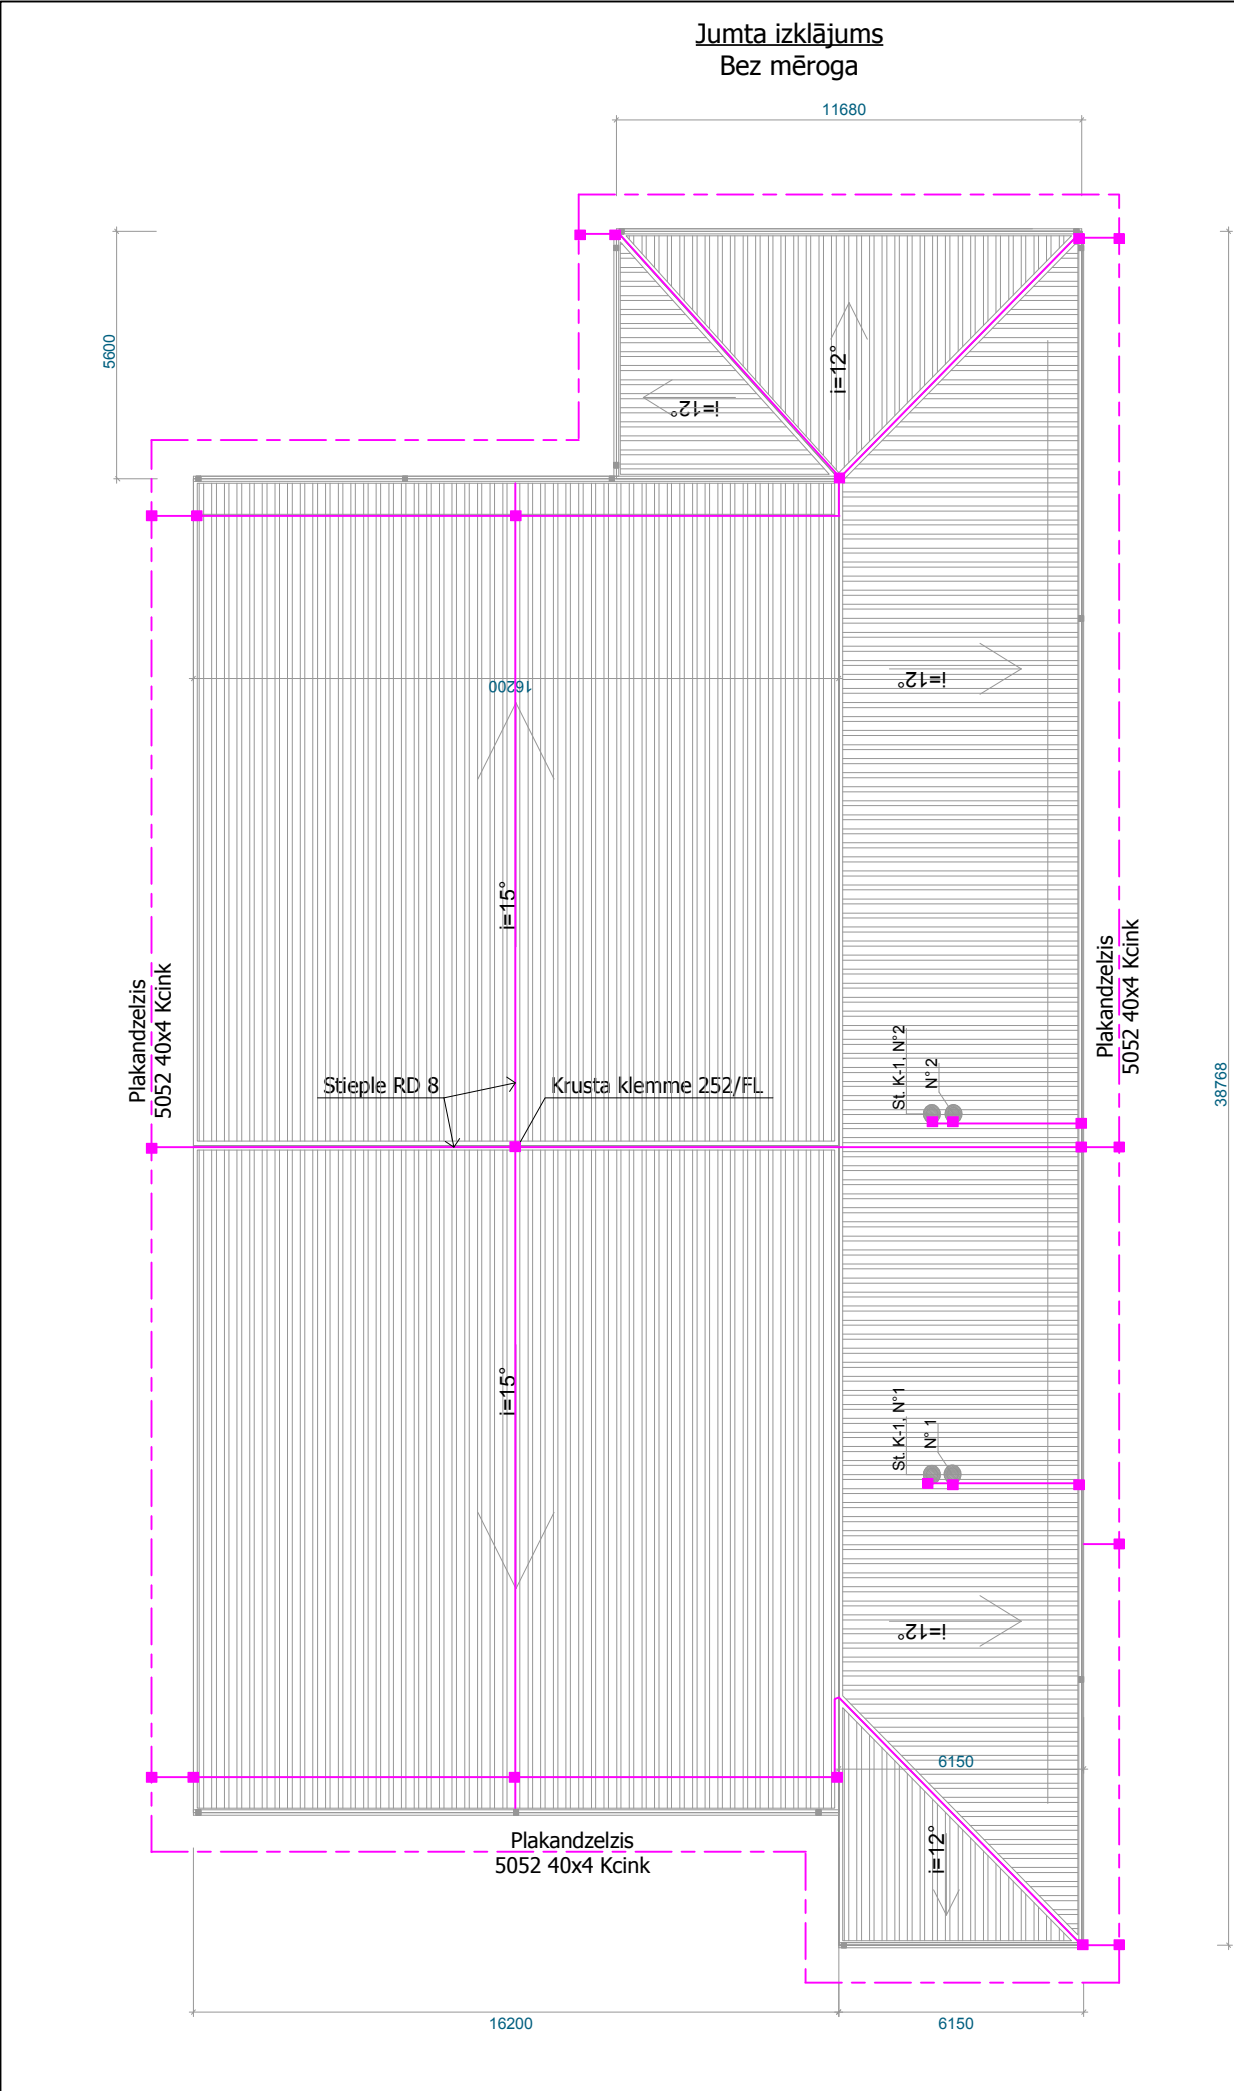 Jumta izklājums
Bez mēroga
11680
5600
i=12°
i=12°
16200
i=12°
i=15°
Plakandzelzis
5052 40x4 Kcink
Plakandzelzis
5052 40x4 Kcink
38768
St. K-1, N°2
N° 2
Stieple RD 8
Krusta klemme 252/FL
i=15°
St. K-1, N°1
N° 1
i=12°
6150
i=12°
Plakandzelzis
5052 40x4 Kcink
16200
6150